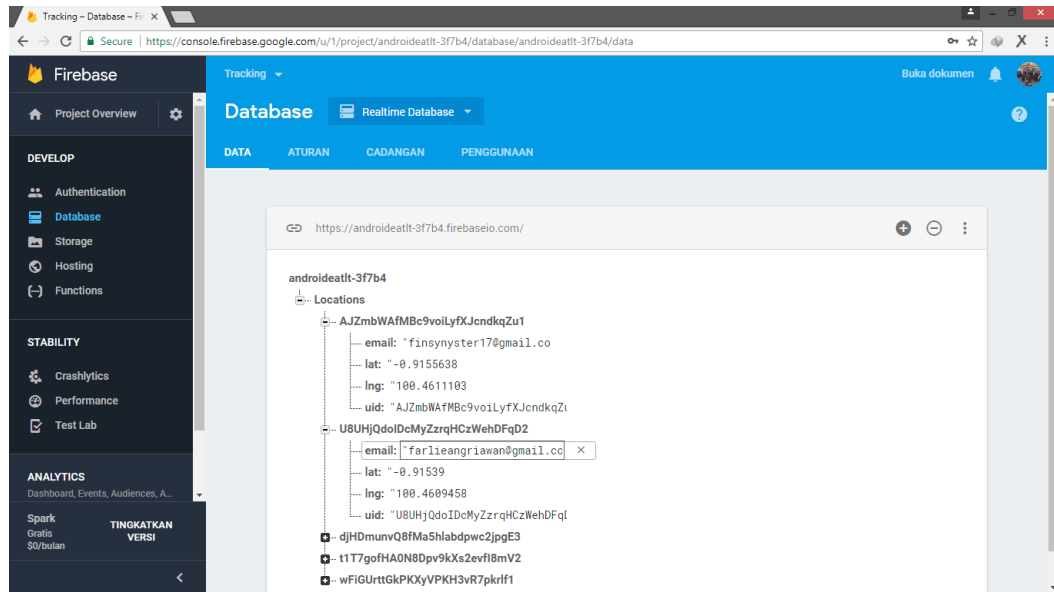 Tracking – Database – Fir
Secure | https://console.firebase.google.com/u/1/project/androideatlt-3f7b4/database/androideatlt-3f7b4/data
Firebase
Tracking
Buka dokumen
Project Overview
Database
Realtime Database
DATA
ATURAN
CADANGAN
PENGGUNAAN
DEVELOP
Authentication
Database
Storage
Hosting
Functions
STABILITY
Crashlytics
Performance
Test Lab
ANALYTICS
Dashboard, Events, Audiences, A...
Spark
Gratis
$0/bulan
TINGKATKAN
VERSI
https://androideatlt-3f7b4.firebaseio.com/
androideatlt-3f7b4
Locations
AJZmbWAfMBc9voiLyfXJcndkqZu1
email: "finsynyster17@gmail.co
lat: "-0.9155638
lng: "100.4611103
uid: "AJZmbWAfMBc9voiLyfXJcndkqZu
U8UHjQdoIDcMyZzrqHCzWehDFqD2
email: "farlieangriawan@gmail.co
lat: "-0.91539
lng: "100.4609458
uid: "U8UHjQdoIDcMyZzrqHCzWehDFqD
djHDmunvQ8fMa5hlabdpwc2jpgE3
t1T7gofHA0N8Dpv9kXs2evfI8mV2
wFiGUrttGkPKXyVPKH3vR7pkrlf1